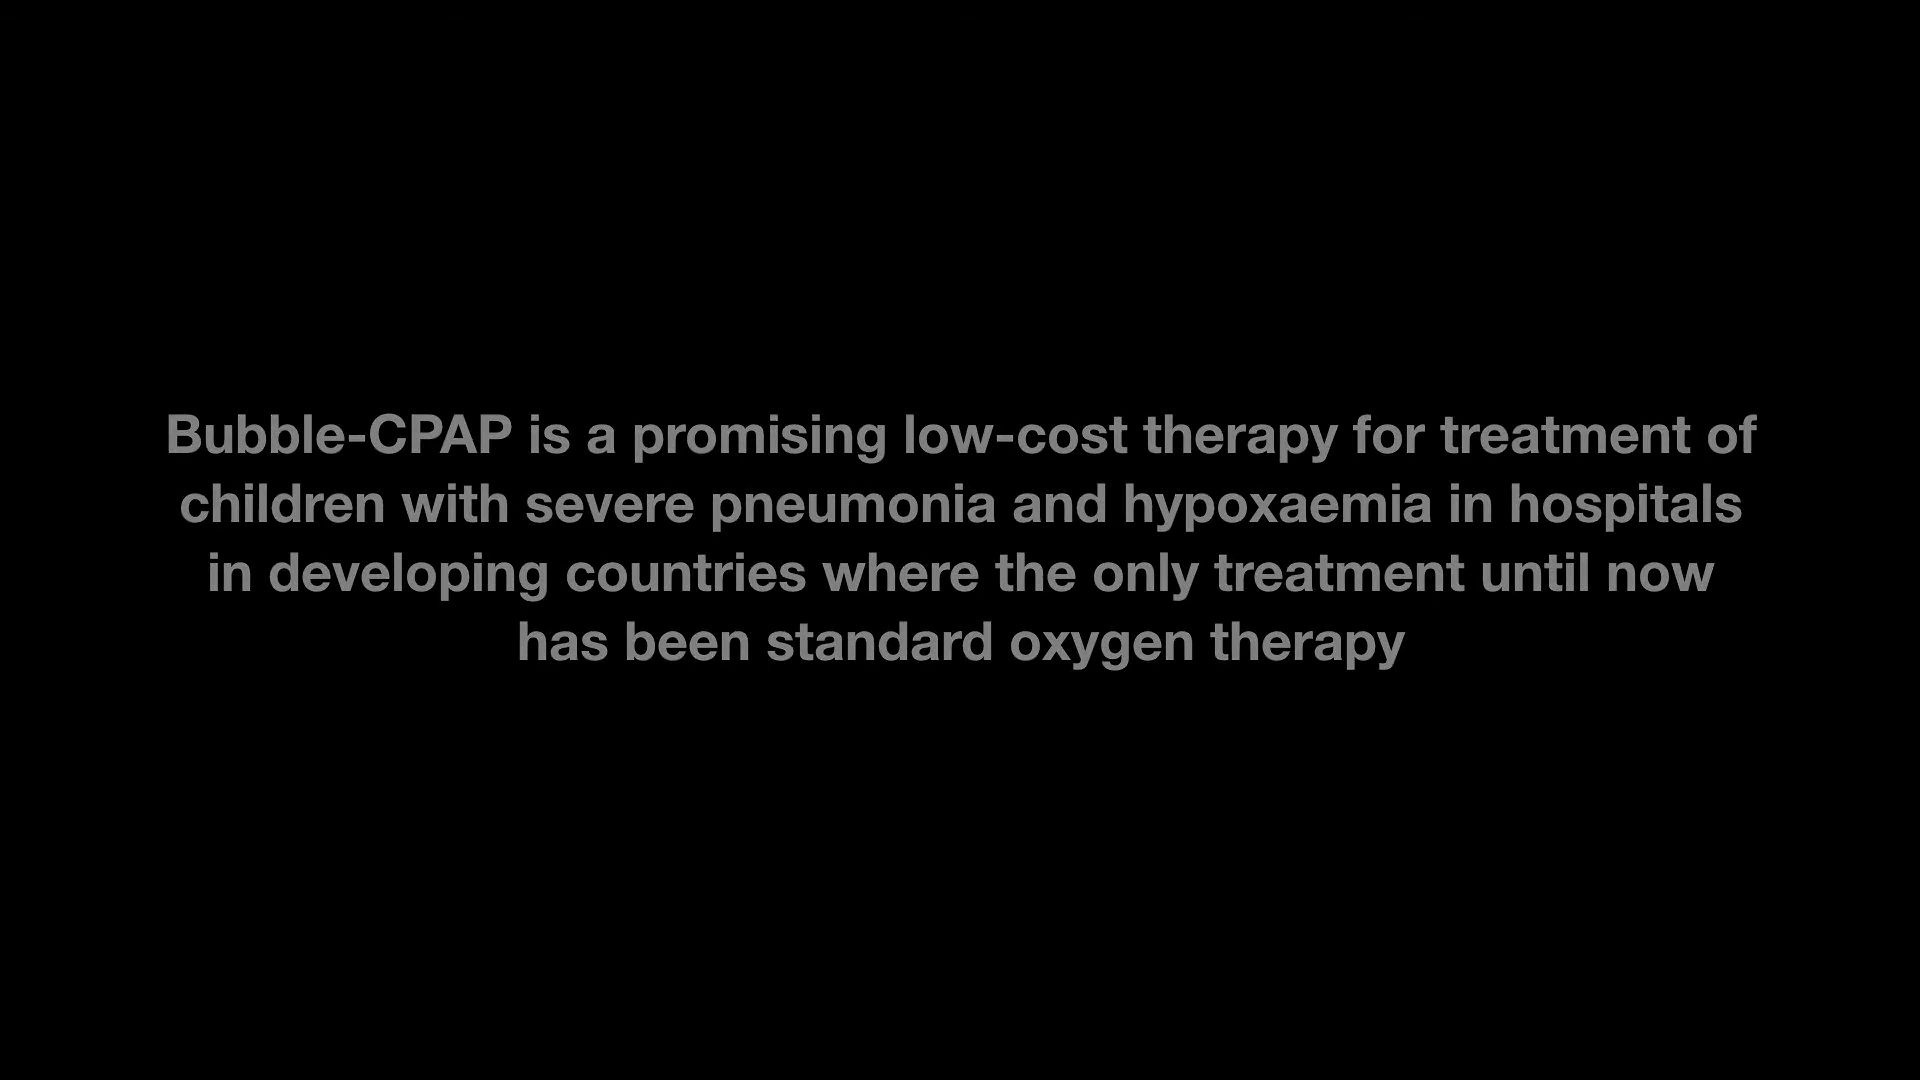 Bubble-CPAP is a promising low-cost therapy for treatment of
children with severe pneumonia and hypoxaemia in hospitals
in developing countries where the only treatment until now
has been standard oxygen therapy